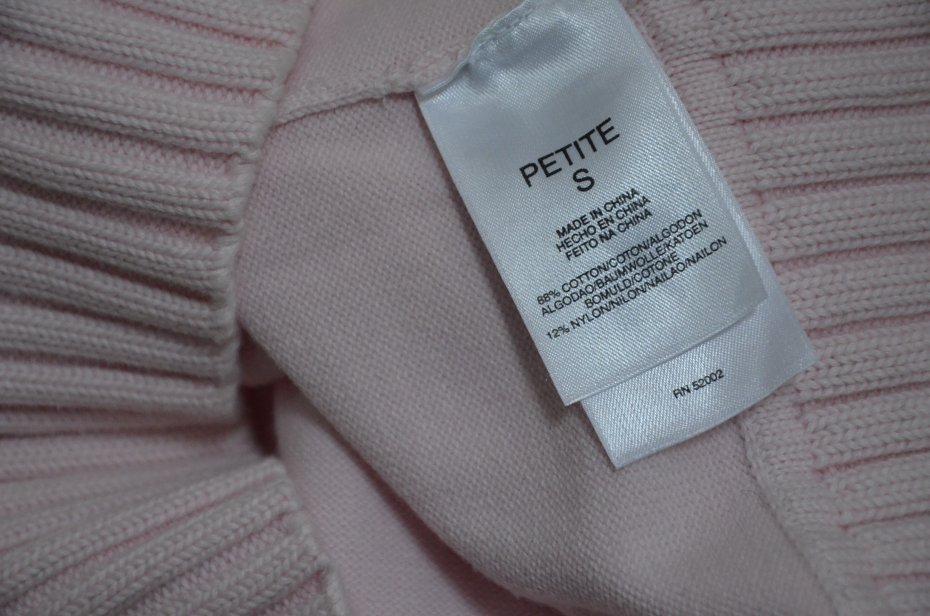 PETITE
S
MADE IN CHINA
HECHO EN CHINA
FEITO NA CHINA
88% COTTON/COTON/ALGODON
ALGODAO/BAUMWOLLE/KATOEN
BOMULD/COTONE
12% NYLON/NILON/NAILAO/NAILON
RN 52002